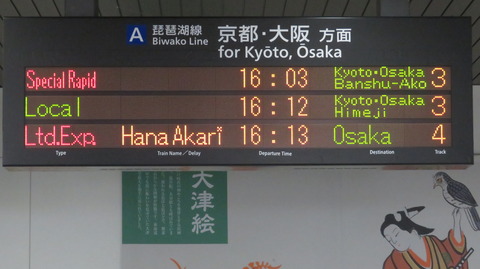 A 琵琶湖線 京都・大阪 方面
Biwako Line for Kyōto, Ōsaka
Special Rapid 16:03 Kyoto•Osaka Banshu-Ako 3
Local 16:12 Kyoto•Osaka Himeji 3
Ltd.Exp. Hana Akari 16:13 Osaka 4
Type Train Name / Delay Departure Time Destination Track
大津絵